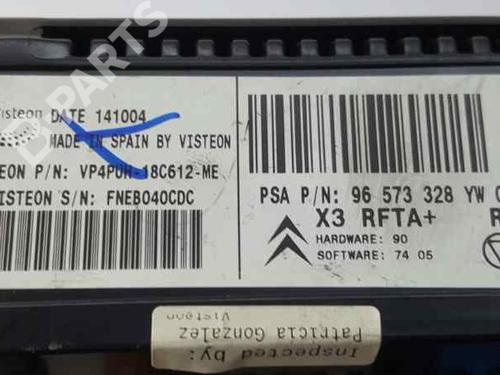 Visteon DATE 141004
MADE IN SPAIN BY VISTEON
EON P/N: VP4PUH-18C612-ME
ISTEON S/N: FNEB040CDC
PSA P/N: 96 573 328 YW
X3 RFTA+ R
HARDWARE: 90
SOFTWARE: 74 05
Inspected by:
Patricia Gonzalez
Visteon
B-PARTS